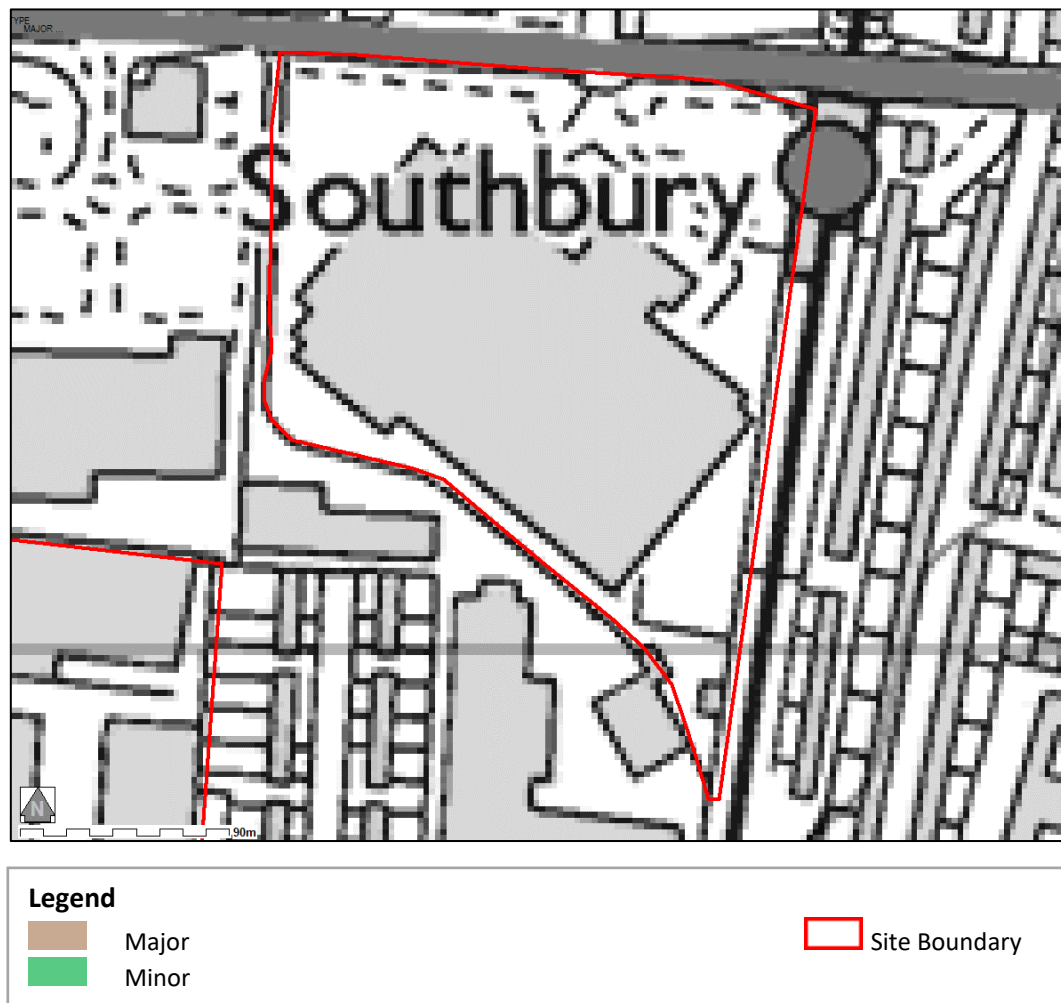 TYPE
MAJOR ...
Southbury
N
90m
Legend
Major
Minor
Site Boundary